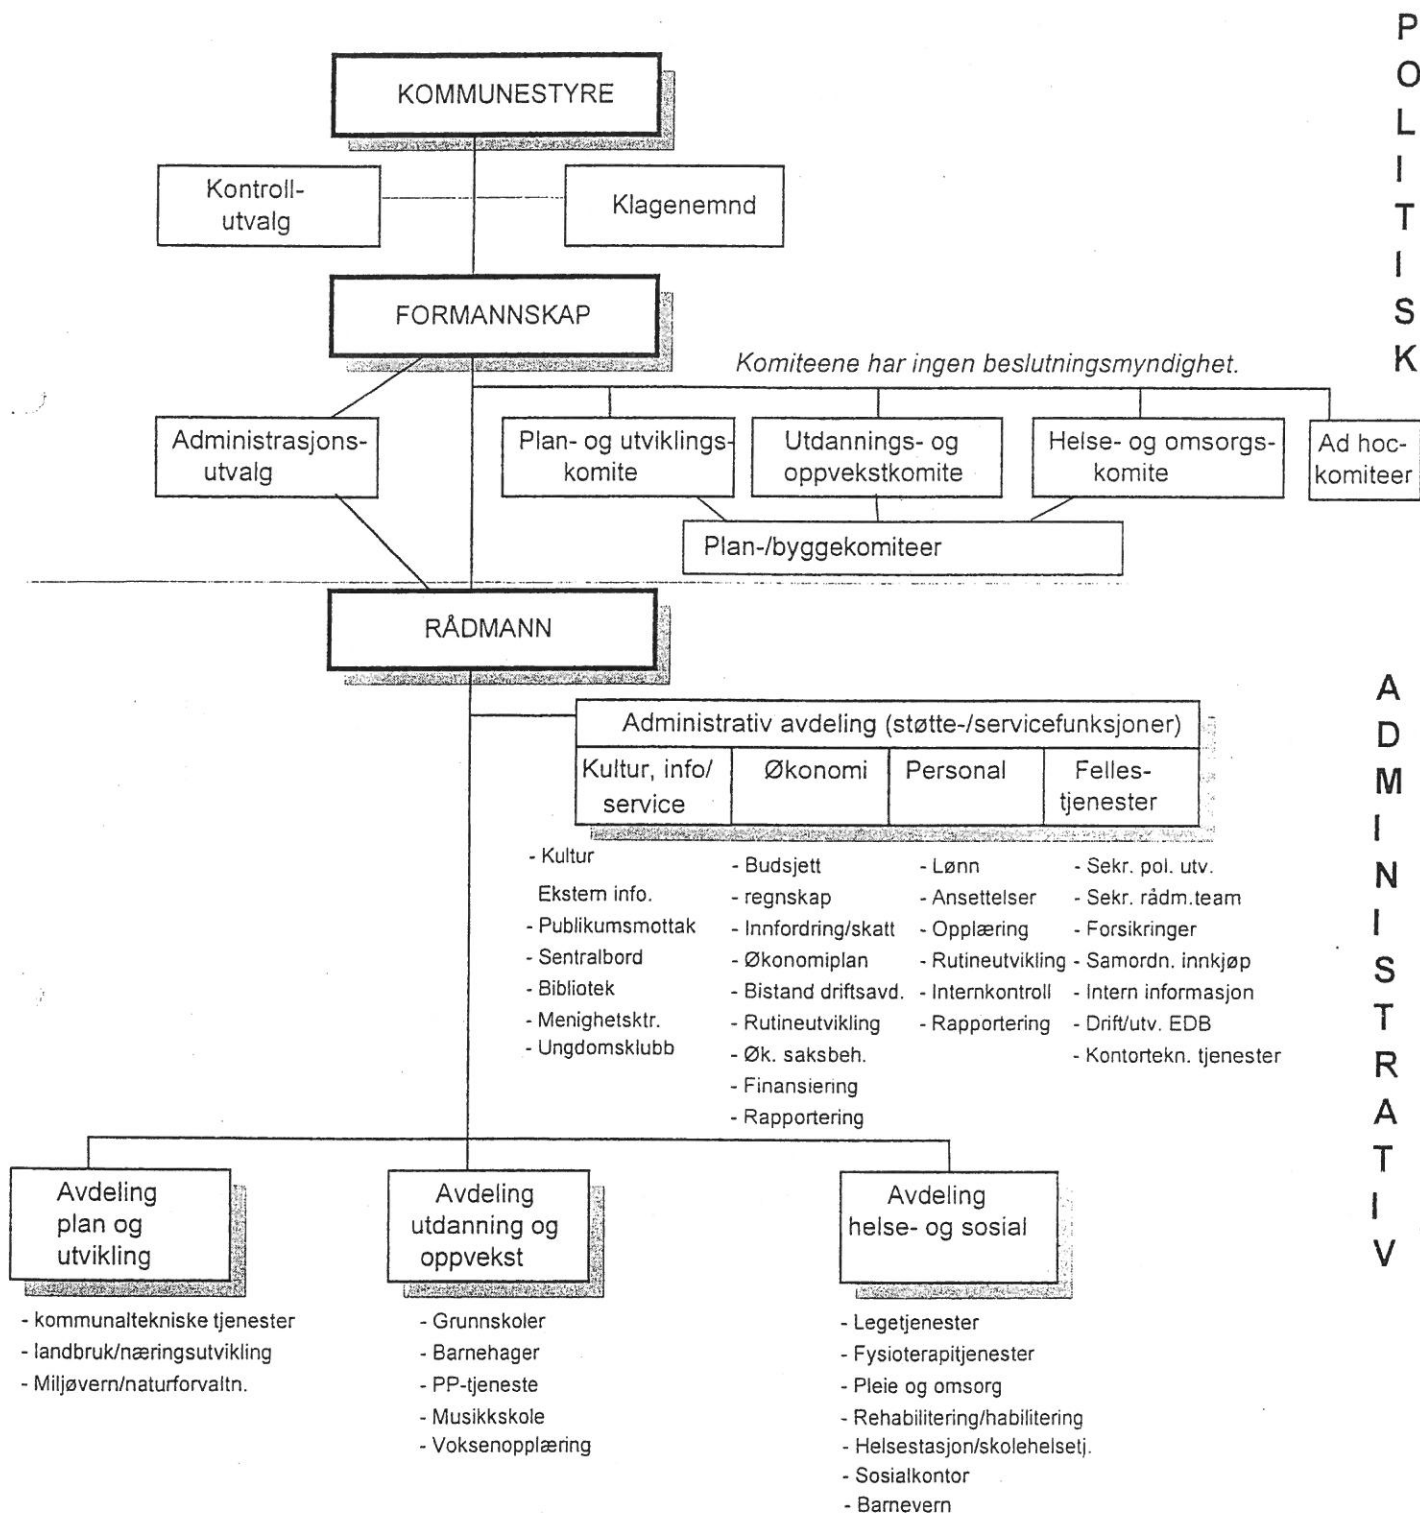 POLITISK
KOMMUNESTYRE
Kontroll-
utvalg
Klagenemnd
FORMANNSKAP
Komiteene har ingen beslutningsmyndighet.
Administrasjons-
utvalg
Plan- og utviklings-
komite
Utdannings- og
oppvekstkomite
Helse- og omsorgs-
komite
Ad hoc-
komiteer
Plan-/byggekomiteer
RÅDMANN
ADMINISTRATIV
Administrativ avdeling (støtte-/servicefunksjoner)
Kultur, info/
service
Økonomi
Personal
Felles-
tjenester
- Kultur
Ekstern info.
- Publikumsmottak
- Sentralbord
- Bibliotek
- Menighetsktr.
- Ungdomsklubb
- Budsjett
- regnskap
- Innfordring/skatt
- Økonomiplan
- Bistand driftsavd.
- Rutineutvikling
- Øk. saksbeh.
- Finansiering
- Rapportering
- Lønn
- Ansettelser
- Opplæring
- Rutineutvikling
- Internkontroll
- Rapportering
- Sekr. pol. utv.
- Sekr. rådm.team
- Forsikringer
- Samordn. innkjøp
- Intern informasjon
- Drift/utv. EDB
- Kontortekn. tjenester
Avdeling
plan og
utvikling
- kommunaltekniske tjenester
- landbruk/næringsutvikling
- Miljøvern/naturforvaltn.
Avdeling
utdanning og
oppvekst
- Grunnskoler
- Barnehager
- PP-tjeneste
- Musikkskole
- Voksenopplæring
Avdeling
helse- og sosial
- Legetjenester
- Fysioterapitjenester
- Pleie og omsorg
- Rehabilitering/habilitering
- Helsestasjon/skolehelsetj.
- Sosialkontor
- Barnevern